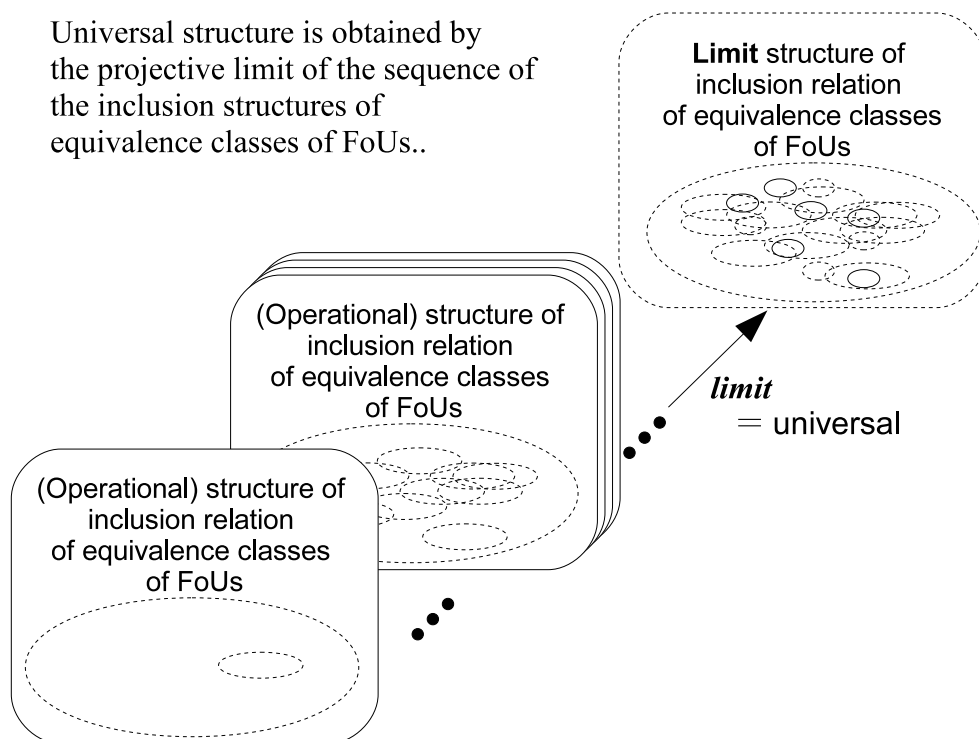 Universal structure is obtained by
the projective limit of the sequence of
the inclusion structures of
equivalence classes of FoUs..
Limit structure of
inclusion relation
of equivalence classes
of FoUs
(Operational) structure of
inclusion relation
of equivalence classes
of FoUs
limit
= universal
(Operational) structure of
inclusion relation
of equivalence classes
of FoUs